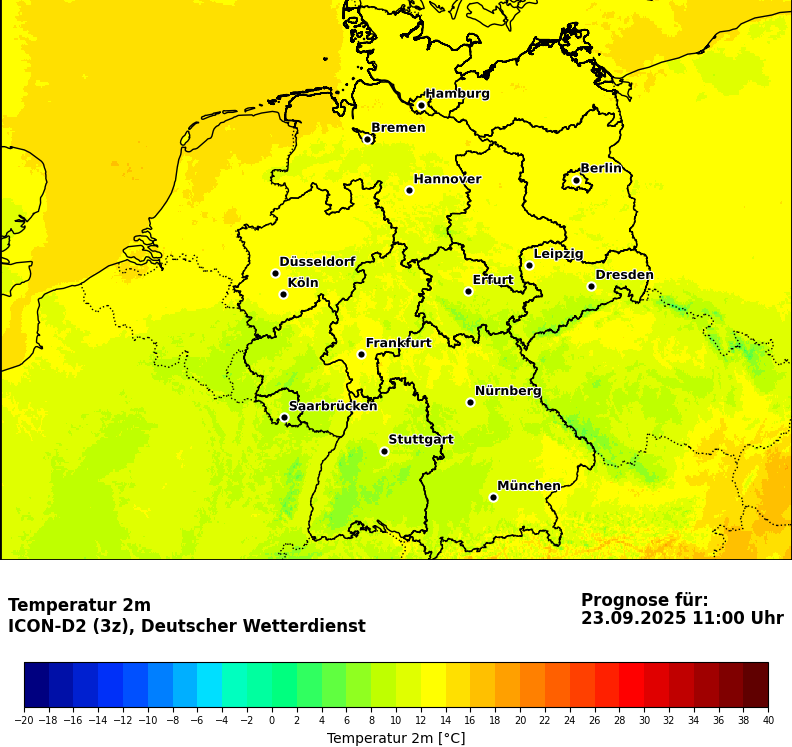 Hamburg
Bremen
Berlin
Hannover
Leipzig
Düsseldorf
Dresden
Köln
Erfurt
Frankfurt
Nürnberg
Saarbrücken
Stuttgart
München
Temperatur 2m
ICON-D2 (3z), Deutscher Wetterdienst
Prognose für:
23.09.2025 11:00 Uhr
−20 −18 −16 −14 −12 −10 −8 −6 −4 −2 0 2 4 6 8 10 12 14 16 18 20 22 24 26 28 30 32 34 36 38 40
Temperatur 2m [°C]